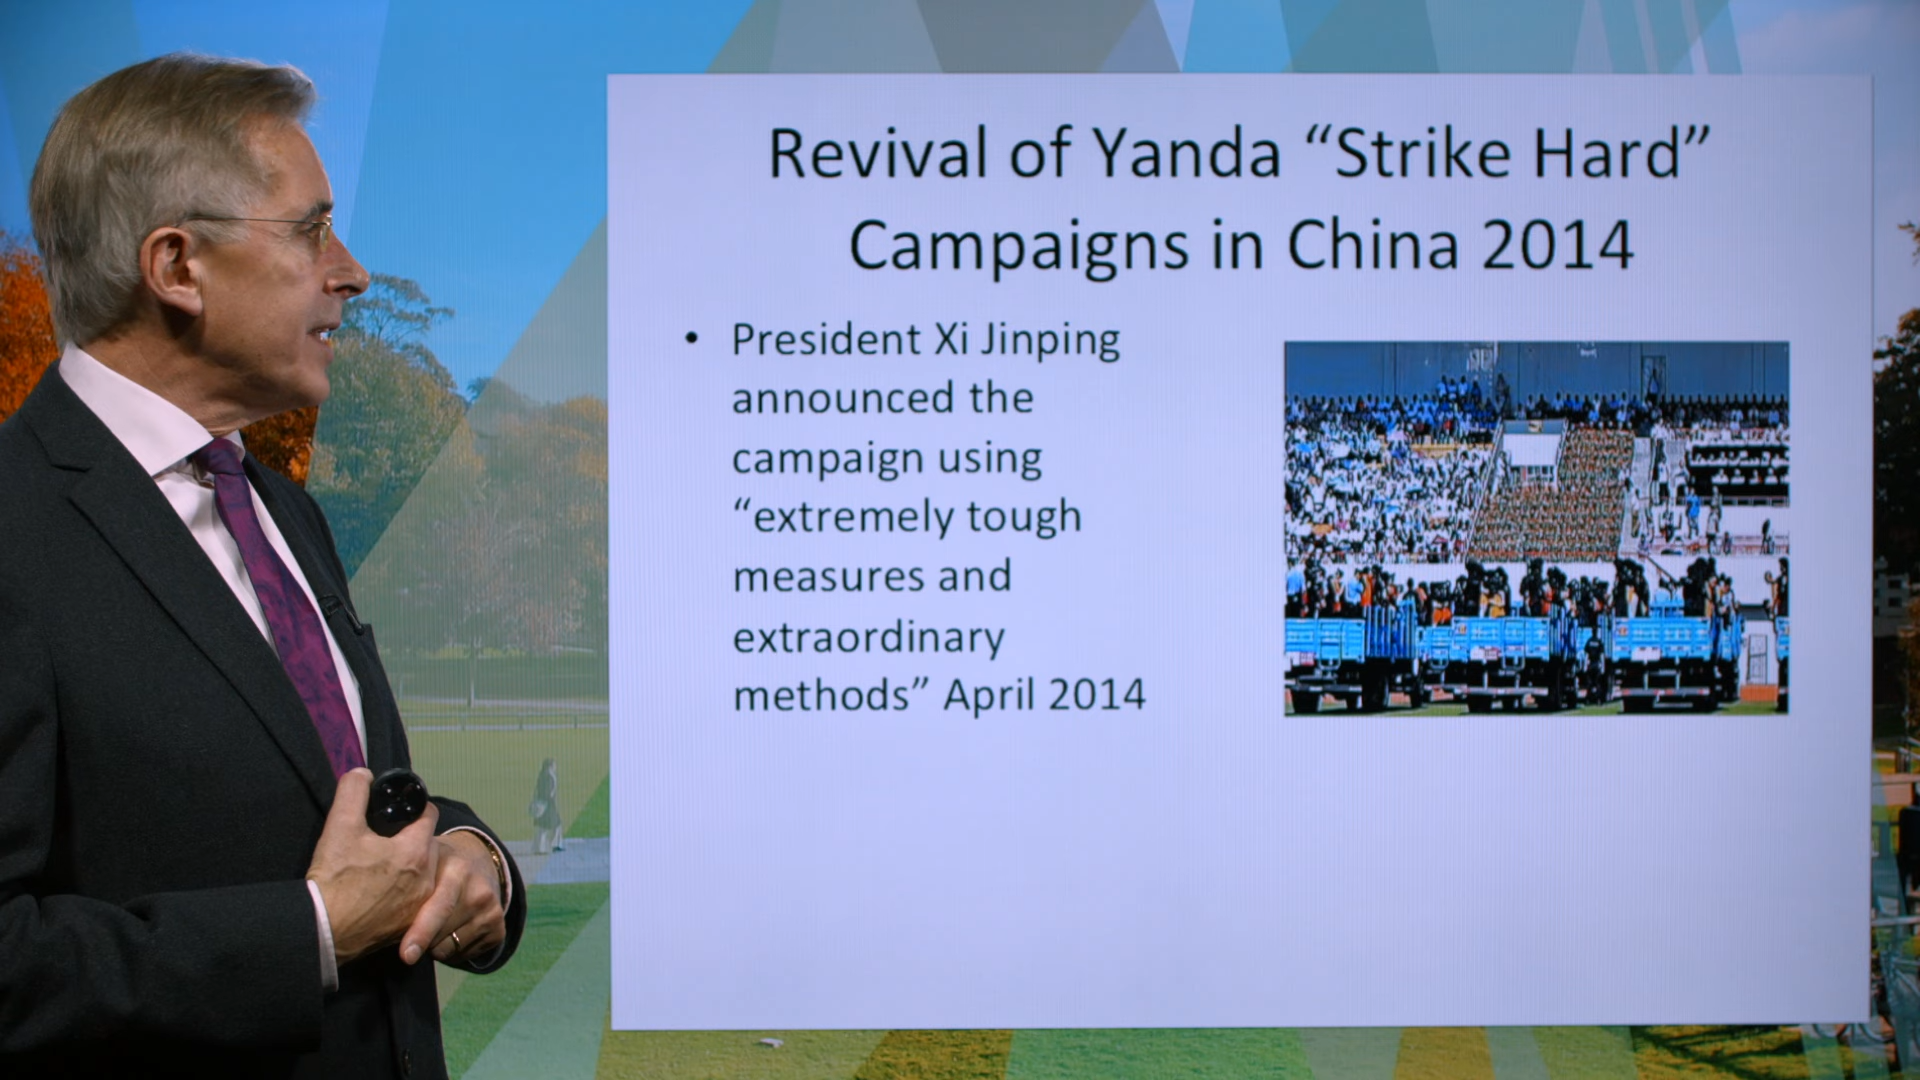 Revival of Yanda “Strike Hard”
Campaigns in China 2014
• President Xi Jinping
announced the
campaign using
“extremely tough
measures and
extraordinary
methods” April 2014